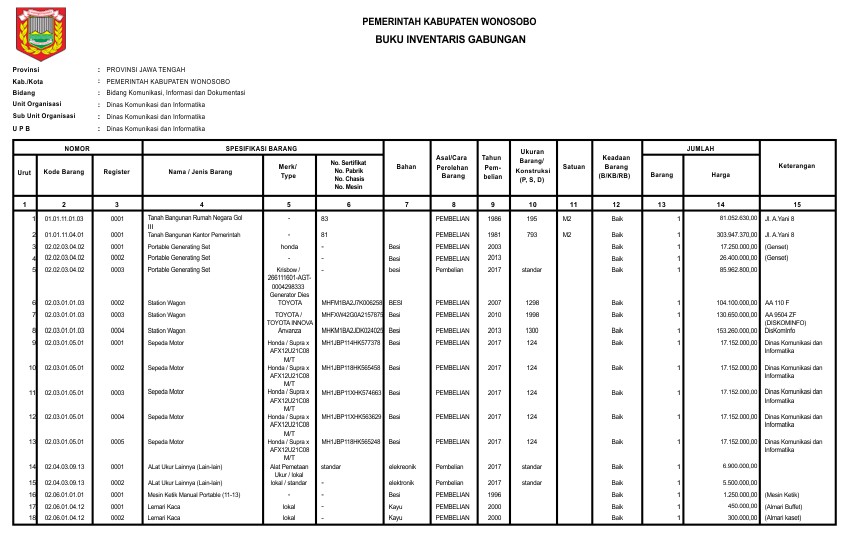 PEMERINTAH KABUPATEN WONOSOBO
BUKU INVENTARIS GABUNGAN
Provinsi : PROVINSI JAWA TENGAH
Kab./Kota : PEMERINTAH KABUPATEN WONOSOBO
Bidang : Bidang Komunikasi, Informasi dan Dokumentasi
Unit Organisasi : Dinas Komunikasi dan Informatika
Sub Unit Organisasi : Dinas Komunikasi dan Informatika
U P B : Dinas Komunikasi dan Informatika
NOMOR SPESIFIKASI BARANG JUMLAH
Urut Kode Barang Register Nama / Jenis Barang Merk/ Type No. Sertifikat No. Pabrik No. Chasis No. Mesin Bahan Asal/Cara Perolehan Barang Tahun Pem- belian Ukuran Barang/ Konstruksi (P, S, D) Satuan Keadaan Barang (B/KB/RB) Barang Harga Keterangan
1 2 3 4 5 6 7 8 9 10 11 12 13 14 15
1 01.01.11.01.03 0001 Tanah Bangunan Rumah Negara Gol III - 83 PEMBELIAN 1986 195 M2 Baik 1 81.052.630,00 Jl. A.Yani 8
2 01.01.11.04.01 0001 Tanah Bangunan Kantor Pemerintah - 81 PEMBELIAN 1981 793 M2 Baik 1 303.947.370,00 Jl. A.Yani 8
3 02.02.03.04.02 0001 Portable Generating Set honda - Besi PEMBELIAN 2003 Baik 1 17.250.000,00 (Genset)
4 02.02.03.04.02 0002 Portable Generating Set - - Besi PEMBELIAN 2013 Baik 1 26.400.000,00 (Genset)
5 02.02.03.04.02 0003 Portable Generating Set Krisbow / 266111601-AGT-0004298333 Generator Dies - besi Pembelian 2017 standar Baik 1 85.962.800,00
6 02.03.01.01.03 0002 Station Wagon TOYOTA MHFM1BA2J7K006258 BESI PEMBELIAN 2007 1298 Baik 1 104.100.000,00 AA 110 F
7 02.03.01.01.03 0003 Station Wagon TOYOTA / TOYOTA INNOVA MHFXW42G0A2157875 Besi PEMBELIAN 2010 1998 Baik 1 130.650.000,00 AA 9504 ZF (DISKOMINFO)
8 02.03.01.01.03 0004 Station Wagon Anvanza MHKM1BA2JDK024025 Besi PEMBELIAN 2013 1300 Baik 1 153.260.000,00 DisKomInfo
9 02.03.01.05.01 0001 Sepeda Motor Honda / Supra x AFX12U21C08 M/T MH1JBP114HK577378 Besi PEMBELIAN 2017 124 Baik 1 17.152.000,00 Dinas Komunikasi dan Informatika
10 02.03.01.05.01 0002 Sepeda Motor Honda / Supra x AFX12U21C08 M/T MH1JBP118HK565458 Besi PEMBELIAN 2017 124 Baik 1 17.152.000,00 Dinas Komunikasi dan Informatika
11 02.03.01.05.01 0003 Sepeda Motor Honda / Supra x AFX12U21C08 M/T MH1JBP11XHK574663 Besi PEMBELIAN 2017 124 Baik 1 17.152.000,00 Dinas Komunikasi dan Informatika
12 02.03.01.05.01 0004 Sepeda Motor Honda / Supra x AFX12U21C08 M/T MH1JBP11XHK563629 Besi PEMBELIAN 2017 124 Baik 1 17.152.000,00 Dinas Komunikasi dan Informatika
13 02.03.01.05.01 0005 Sepeda Motor Honda / Supra x AFX12U21C08 M/T MH1JBP118HK565248 Besi PEMBELIAN 2017 124 Baik 1 17.152.000,00 Dinas Komunikasi dan Informatika
14 02.04.03.09.13 0001 ALat Ukur Lainnya (Lain-lain) Alat Pemetaan Ukur / lokal standar elekreonik Pembelian 2017 standar Baik 1 6.900.000,00
15 02.04.03.09.13 0002 ALat Ukur Lainnya (Lain-lain) lokal / standar - elektronik Pembelian 2017 standar Baik 1 5.500.000,00
16 02.06.01.01.01 0001 Mesin Ketik Manual Portable (11-13) - - Besi PEMBELIAN 1996 Baik 1 1.250.000,00 (Mesin Ketik)
17 02.06.01.04.12 0001 Lemari Kaca lokal - Kayu PEMBELIAN 2000 Baik 1 450.000,00 (Almari Buffet)
18 02.06.01.04.12 0002 Lemari Kaca lokal - Kayu PEMBELIAN 2000 Baik 1 300.000,00 (Almari kaset)